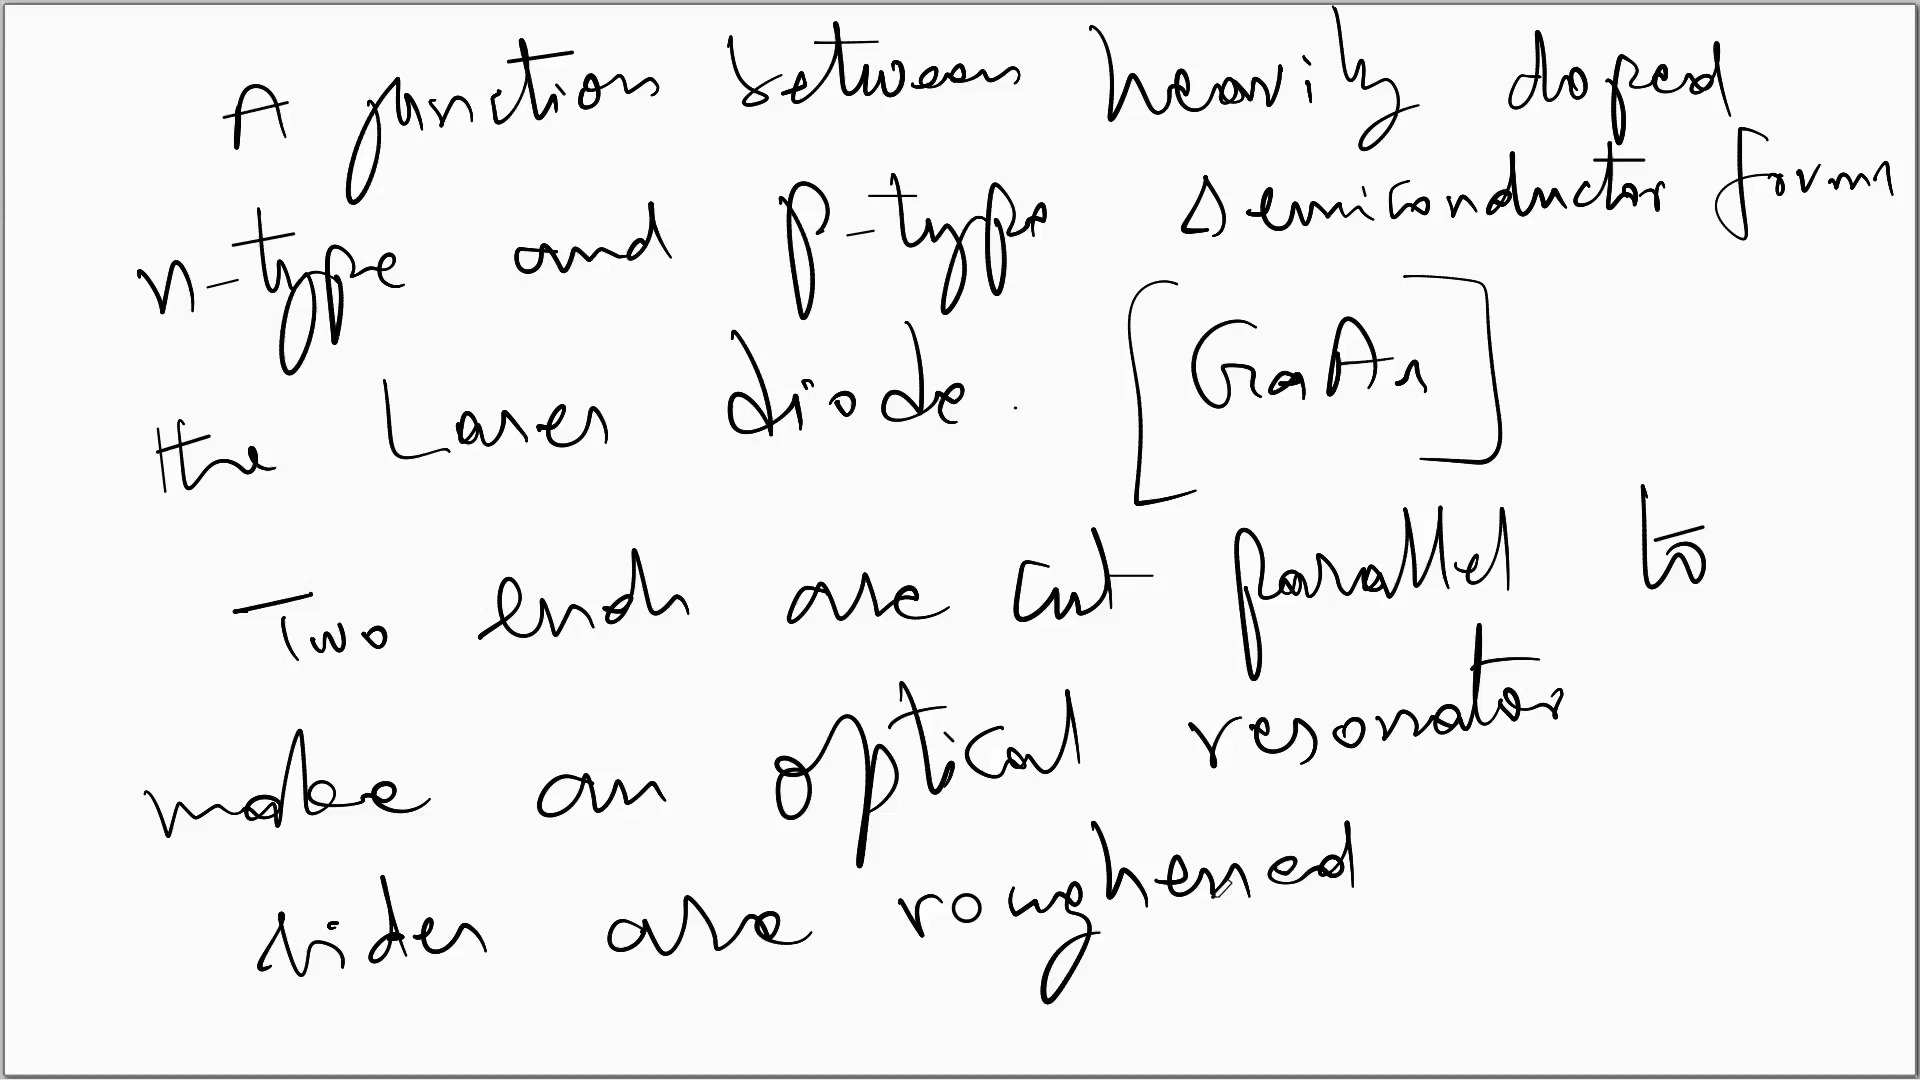 A junction between heavily doped
n-type and p-type semiconductor forms
the Laser diode. [GaAs]
Two ends are cut parallel to
make an optical resonator
sides are roughened